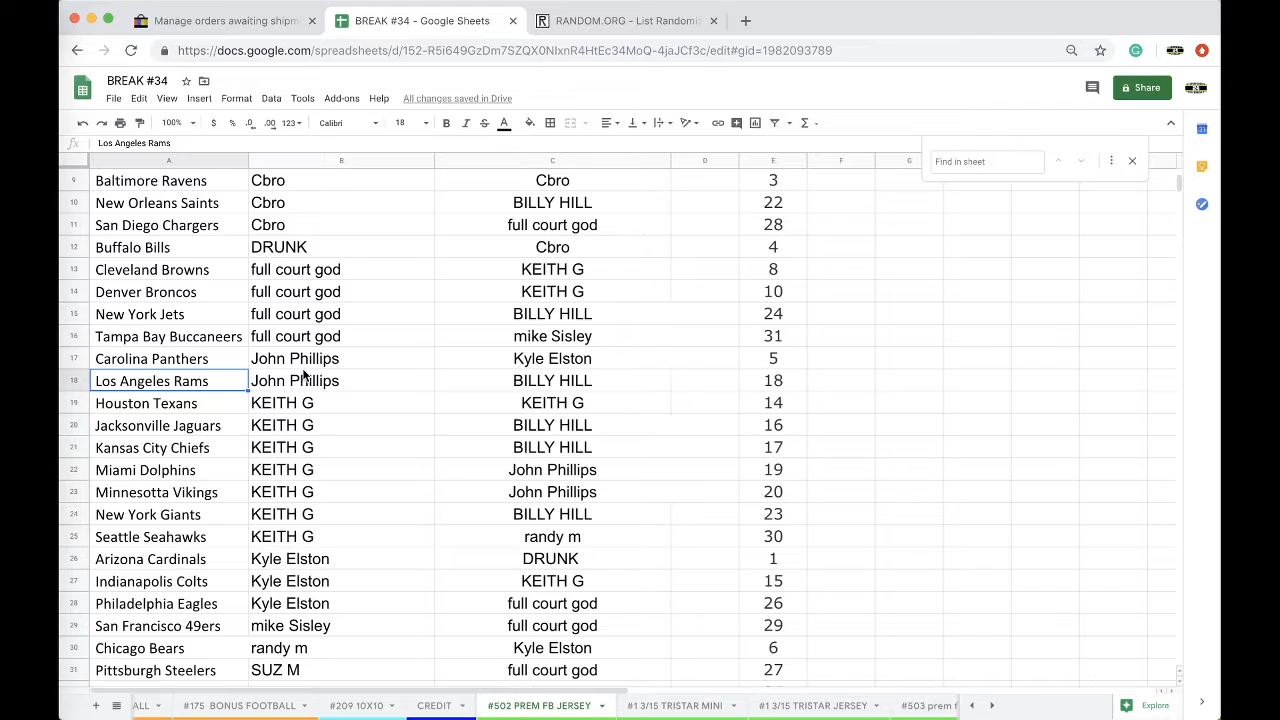 Manage orders awaiting shipm
BREAK #34 - Google Sheets
RANDOM.ORG - List Randomi
https://docs.google.com/spreadsheets/d/152-R5i649GzDm7SZQX0NIxnR4HtEc34MoQ-4jaJCf3c/edit#gid=1962093789
BREAK #34
File Edit View Insert Format Data Tools Add-ons Help All changes saved in Drive
Share
100% $ % .0 .00 123 Calibri 18 B I S A
fx Los Angeles Rams
Find in sheet
A B C D E F G
9 Baltimore Ravens Cbro Cbro 3
10 New Orleans Saints Cbro BILLY HILL 22
11 San Diego Chargers Cbro full court god 28
12 Buffalo Bills DRUNK Cbro 4
13 Cleveland Browns full court god KEITH G 8
14 Denver Broncos full court god KEITH G 10
15 New York Jets full court god BILLY HILL 24
16 Tampa Bay Buccaneers full court god mike Sisley 31
17 Carolina Panthers John Phillips Kyle Elston 5
18 Los Angeles Rams John Phillips BILLY HILL 18
19 Houston Texans KEITH G KEITH G 14
20 Jacksonville Jaguars KEITH G BILLY HILL 16
21 Kansas City Chiefs KEITH G BILLY HILL 17
22 Miami Dolphins KEITH G John Phillips 19
23 Minnesotta Vikings KEITH G John Phillips 20
24 New York Giants KEITH G BILLY HILL 23
25 Seattle Seahawks KEITH G randy m 30
26 Arizona Cardinals Kyle Elston DRUNK 1
27 Indianapolis Colts Kyle Elston KEITH G 15
28 Philadelphia Eagles Kyle Elston full court god 26
29 San Francisco 49ers mike Sisley full court god 29
30 Chicago Bears randy m Kyle Elston 6
31 Pittsburgh Steelers SUZ M full court god 27
ALL #175 BONUS FOOTBALL #209 10X10 CREDIT #502 PREM FB JERSEY #1 3/15 TRISTAR MINI #1 3/15 TRISTAR JERSEY #503 prem f Explore